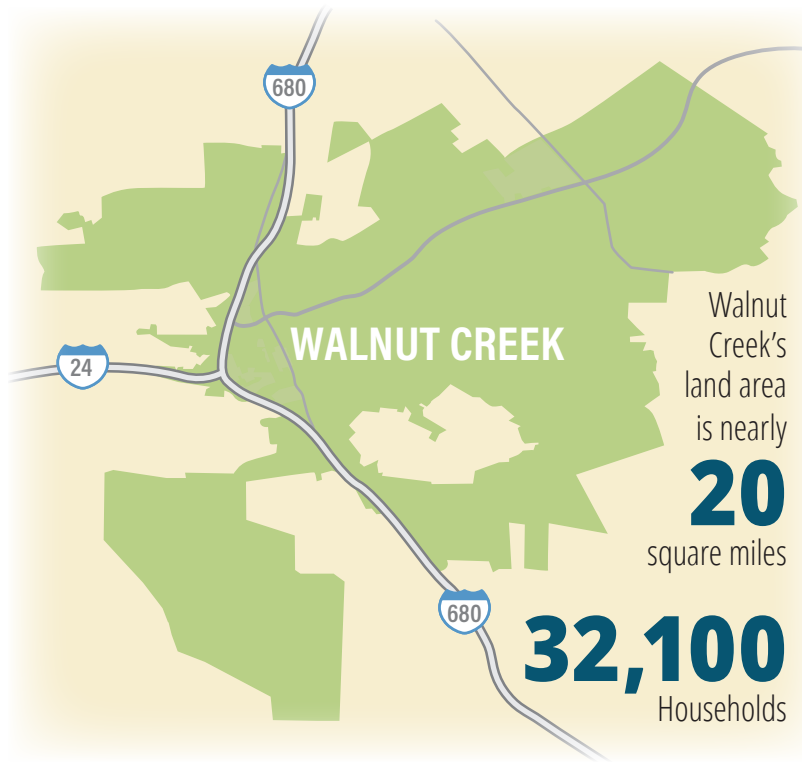 680
WALNUT CREEK
24
Walnut
Creek’s
land area
is nearly
20
square miles
680
32,100
Households